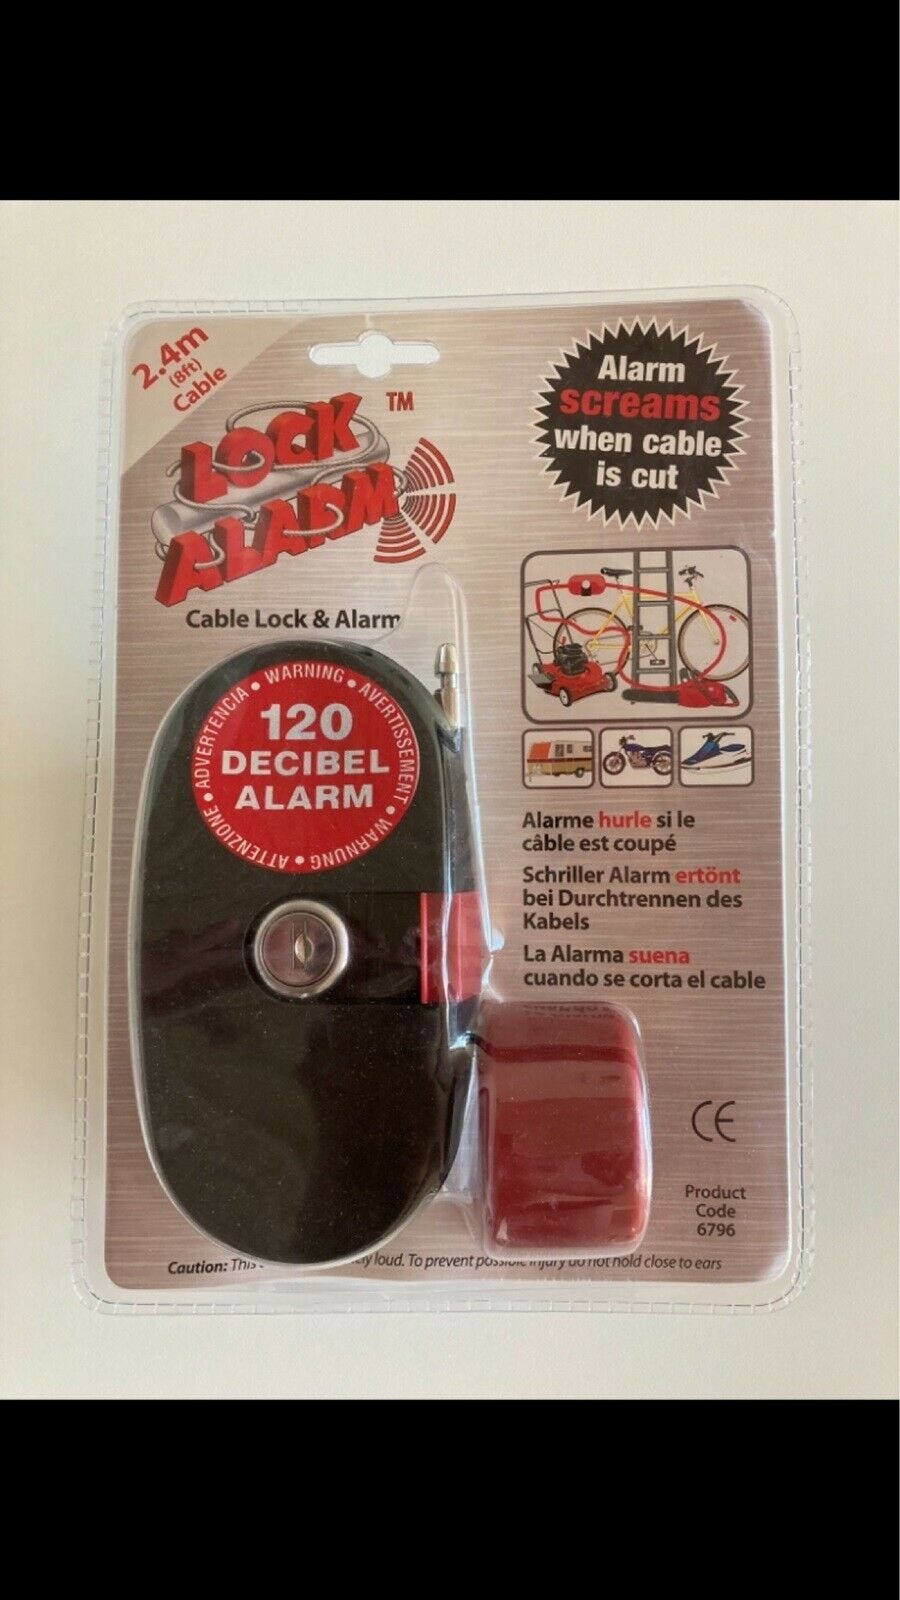 2.4m
(8ft)
Cable
LOCK
ALARM™
Cable Lock & Alarm
Alarm
screams
when cable
is cut
WARNING • AVERTISSEMENT • WARNUNG • ATTENZIONE • ADVERTENCIA •
120
DECIBEL
ALARM
Alarme hurle si le
câble est coupé
Schriller Alarm ertönt
bei Durchtrennen des
Kabels
La Alarma suena
cuando se corta el cable
CE
Product
Code
6796
Caution: This loud. To prevent possible injury do not hold close to ears